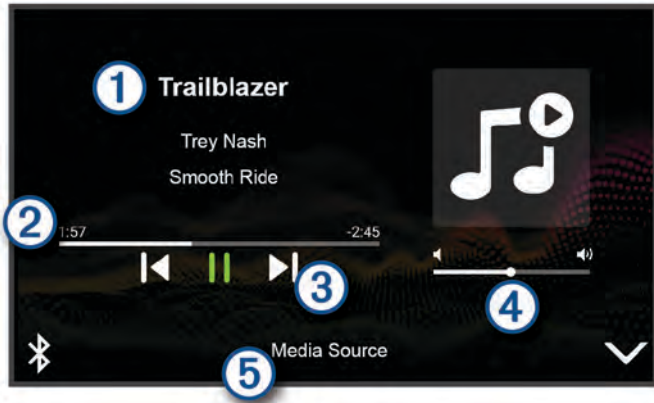 1 Trailblazer
Trey Nash
Smooth Ride
2
1:57 -2:45
3
4
5 Media Source